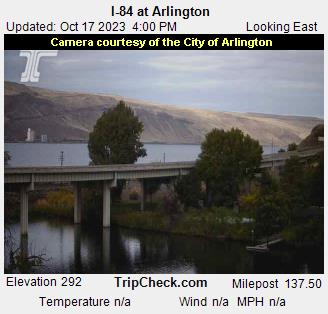 I-84 at Arlington
Updated: Oct 17 2023 4:00 PM Looking East
Camera courtesy of the City of Arlington
Elevation 292 TripCheck.com Milepost 137.50
Temperature n/a Wind n/a MPH n/a